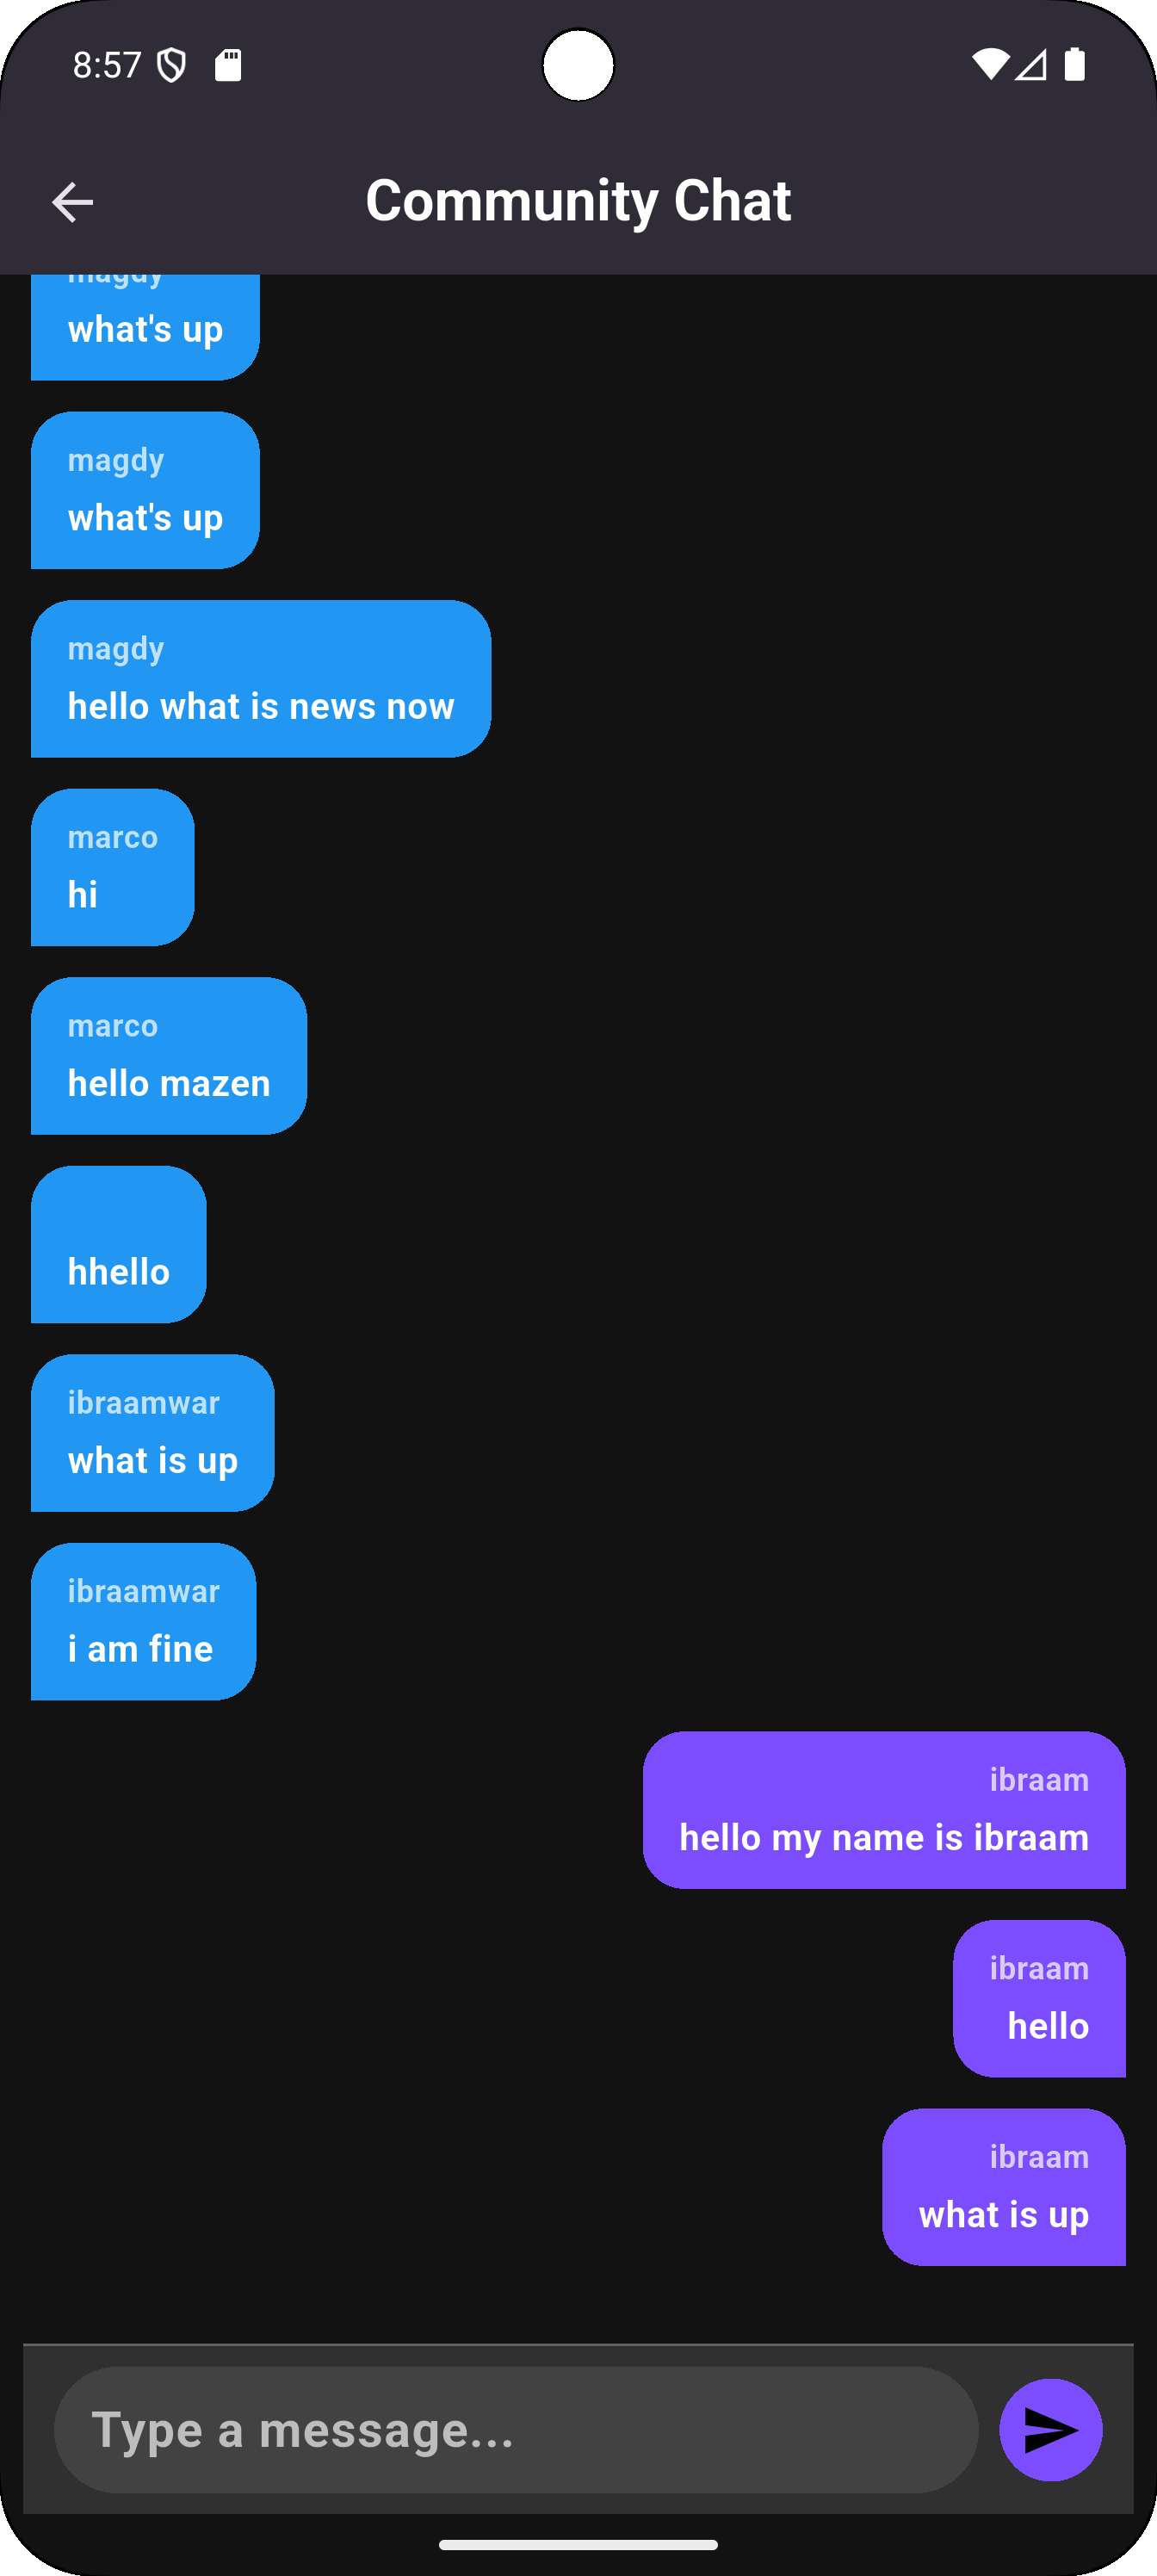 8:57
Community Chat
magdy
what's up
magdy
what's up
magdy
hello what is news now
marco
hi
marco
hello mazen
hhello
ibraamwar
what is up
ibraamwar
i am fine
ibraam
hello my name is ibraam
ibraam
hello
ibraam
what is up
Type a message...